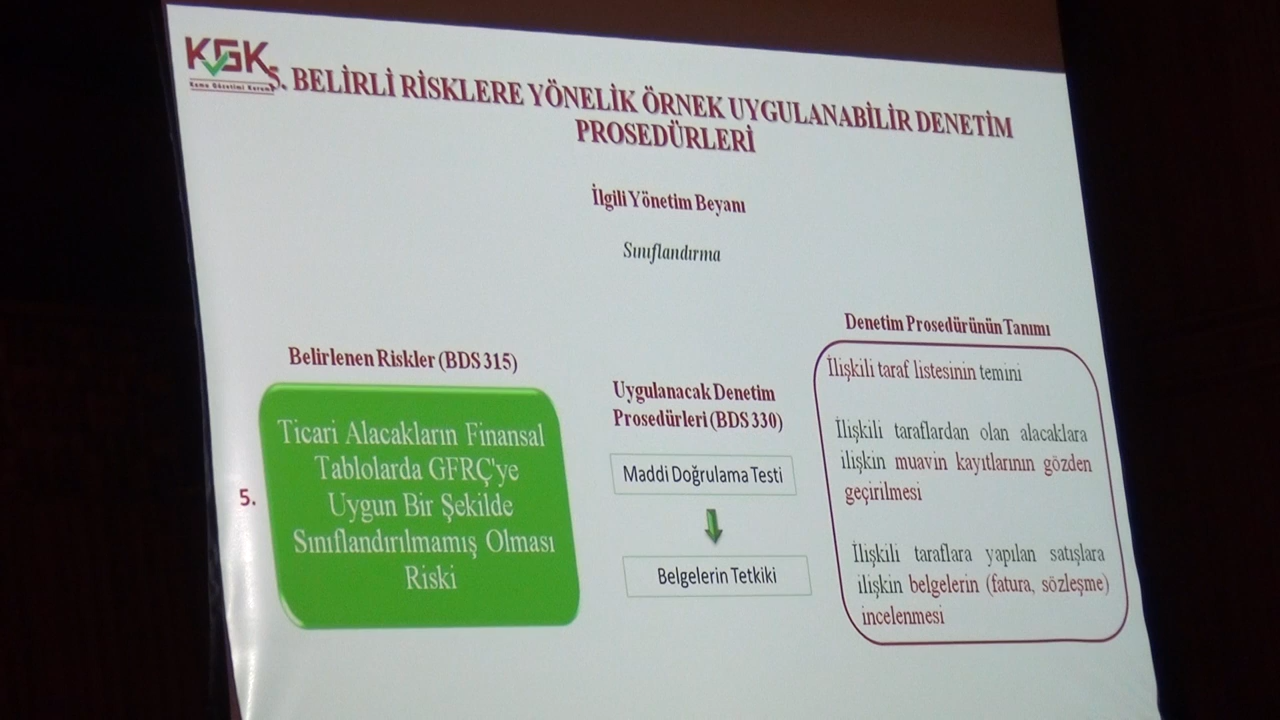 KGK
Kamu Gözetimi Kurumu
5. BELİRLİ RİSKLERE YÖNELİK ÖRNEK UYGULANABİLİR DENETİM
PROSEDÜRLERİ
İlgili Yönetim Beyanı
Sınıflandırma
Belirlenen Riskler (BDS 315)
5.
Ticari Alacakların Finansal
Tablolarda GFRÇ'ye
Uygun Bir Şekilde
Sınıflandırılmamış Olması
Riski
Uygulanacak Denetim
Prosedürleri (BDS 330)
Maddi Doğrulama Testi
Belgelerin Tetkiki
Denetim Prosedürünün Tanımı
İlişkili taraf listesinin temini
İlişkili taraflardan olan alacaklara
ilişkin muavin kayıtlarının gözden
geçirilmesi
İlişkili taraflara yapılan satışlara
ilişkin belgelerin (fatura, sözleşme)
incelenmesi